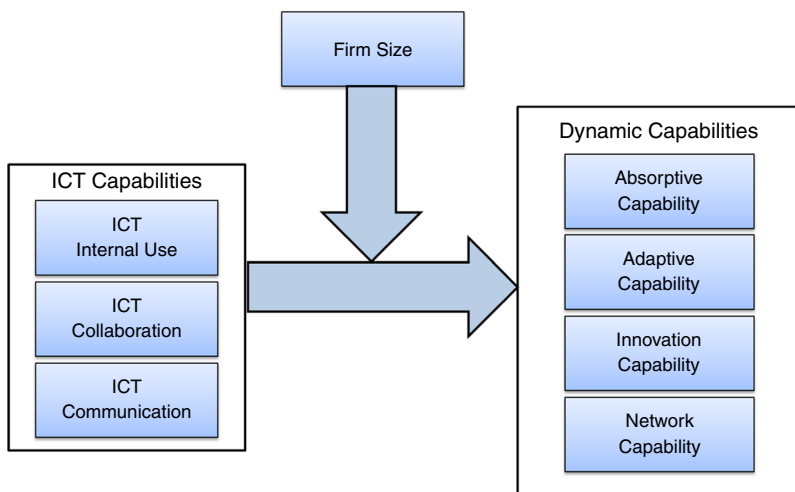 Firm Size
ICT Capabilities
ICT
Internal Use
ICT
Collaboration
ICT
Communication
Dynamic Capabilities
Absorptive
Capability
Adaptive
Capability
Innovation
Capability
Network
Capability